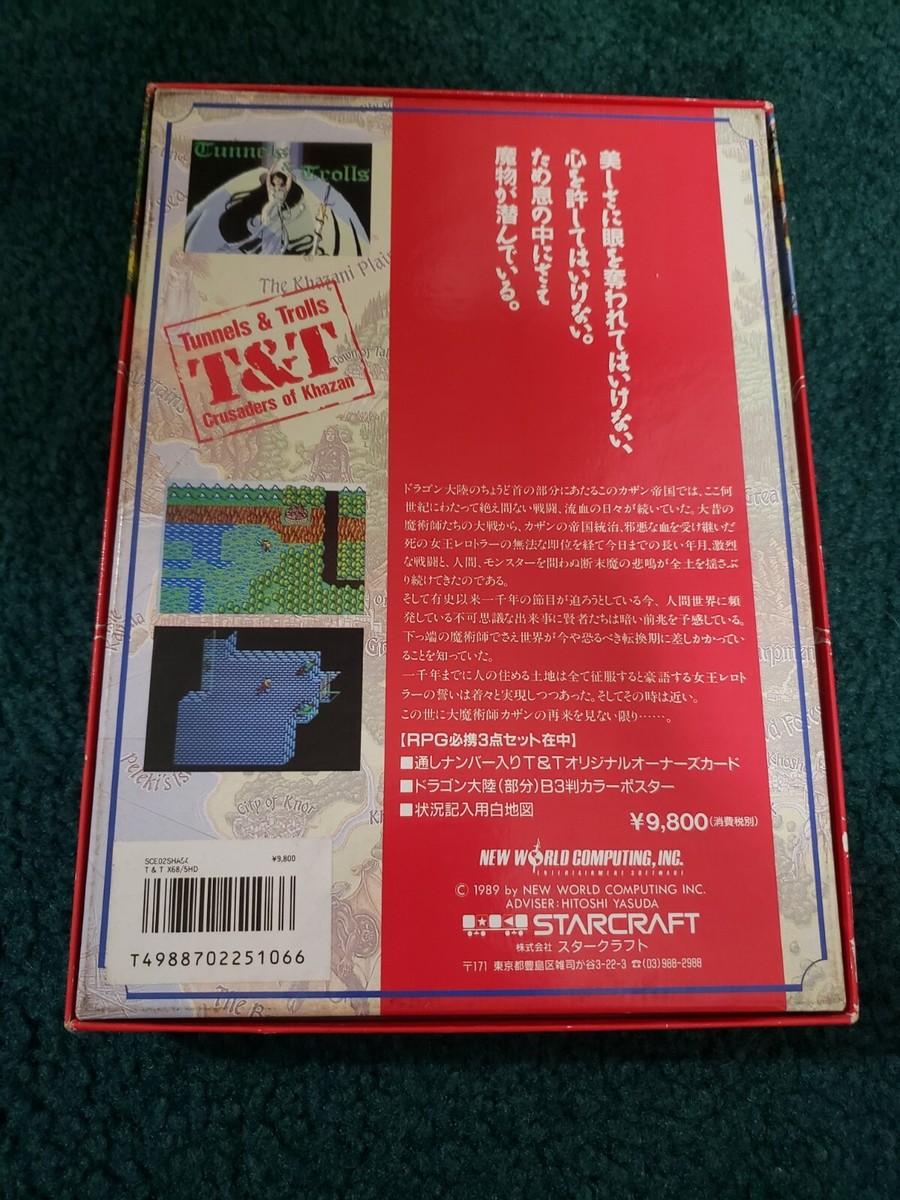 美しさに眼を奪われてはいけない、
心を許してはいけない。
ため息の中にさえ
魔物が潜んでいる。
Tunnels
Trolls
The Khazani Plain
Tunnels & Trolls
T&T
Crusaders of Khazan
ドラゴン大陸のちょうど首の部分にあたるこのカザン帝国では、ここ何
世紀にわたって絶え間ない戦闘、流血の日々が続いていた。大昔の
魔術師たちの大戦から、カザンの帝国統治、邪悪な血を受け継いだ
死の女王レロトラーの無法な即位を経て今日までの長い年月、激烈
な戦闘と、人間、モンスターを問わぬ断末魔の悲鳴が全土を揺さぶ
り続けてきたのである。
そして有史以来一千年の節目が迫ろうとしている今、人間世界に頻
発している不可思議な出来事に賢者たちは暗い前兆を予感している。
下っ端の魔術師でさえ世界が今や恐るべき転換期に差しかかってい
ることを知っていた。
一千年までに人の住める土地は全て征服すると豪語する女王レロト
ラーの誓いは着々と実現しつつあった。そしてその時は近い。
この世に大魔術師カザンの再来を見ない限り……。
【RPG必携3点セット在中】
■通しナンバー入りT&Tオリジナルオーナーズカード
■ドラゴン大陸(部分)B3判カラーポスター
■状況記入用白地図
¥9,800(消費税別)
NEW WORLD COMPUTING, INC.
ENTERTAINMENT SOFTWARE
© 1989 by NEW WORLD COMPUTING INC.
ADVISER:HITOSHI YASUDA
STARCRAFT
株式会社 スタークラフト
〒171 東京都豊島区雑司が谷3-22-3 ☎(03)988-2988
Peleki's Is
City of Knor
¥9,800
T & T X68/5HD
T4988702251066